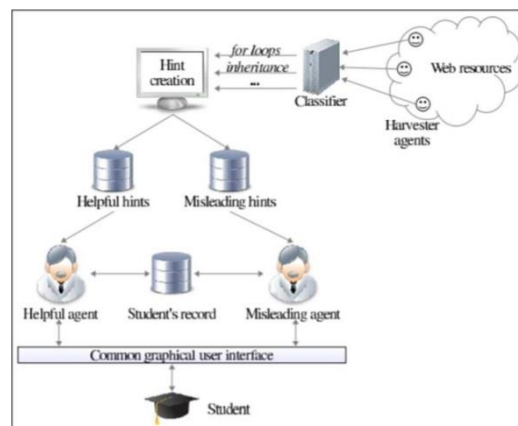 Hint
creation
for loops
inheritance
...
Classifier
Web resources
Harvester
agents
Helpful hints
Misleading hints
Helpful agent
Student's record
Misleading agent
Common graphical user interface
Student